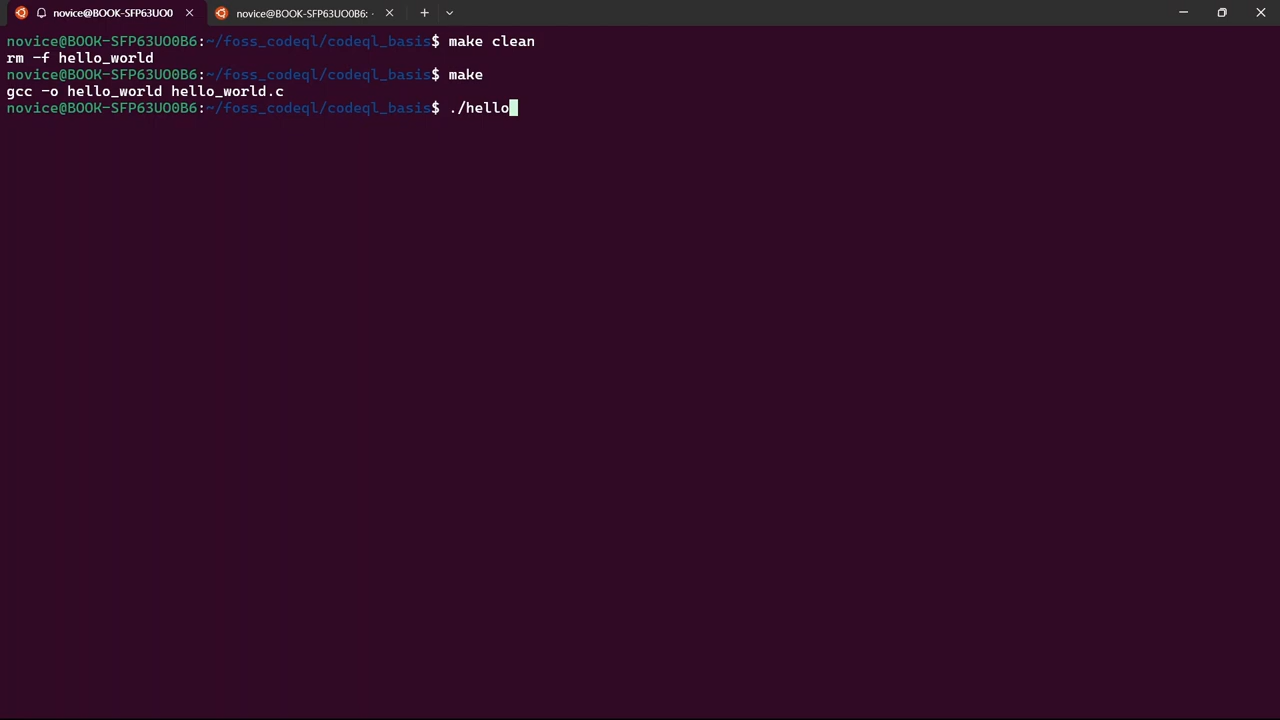 novice@BOOK-SFP63UO0
novice@BOOK-SFP63UO0B6: -
novice@BOOK-SFP63UO0B6:~/foss_codeql/codeql_basis$ make clean
rm -f hello_world
novice@BOOK-SFP63UO0B6:~/foss_codeql/codeql_basis$ make
gcc -o hello_world hello_world.c
novice@BOOK-SFP63UO0B6:~/foss_codeql/codeql_basis$ ./hello